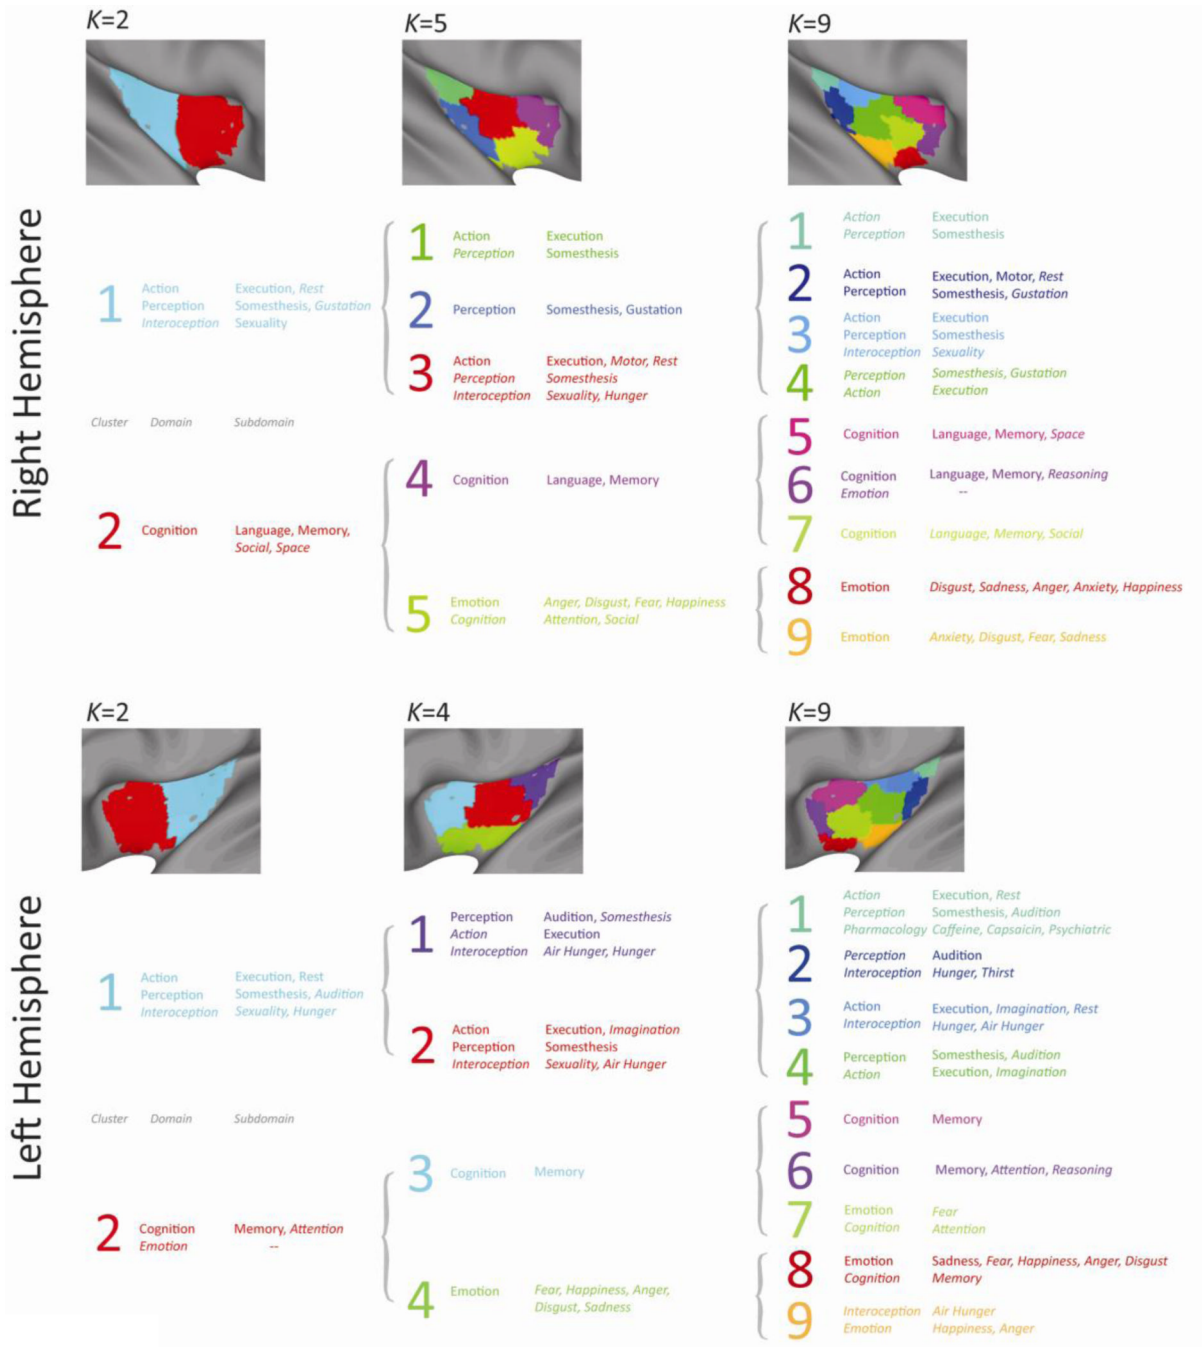 Right Hemisphere
K=2
K=5
K=9
1
Action
Execution, Rest
Perception
Somesthesis, Gustation
Interoception
Sexuality
Cluster
Domain
Subdomain
2
Cognition
Language, Memory,
Social, Space
1
Action
Execution
Perception
Somesthesis
2
Perception
Somesthesis, Gustation
3
Action
Execution, Motor, Rest
Perception
Somesthesis
Interoception
Sexuality, Hunger
4
Cognition
Language, Memory
5
Emotion
Anger, Disgust, Fear, Happiness
Cognition
Attention, Social
1
Action
Execution
Perception
Somesthesis
2
Action
Execution, Motor, Rest
Perception
Somesthesis, Gustation
3
Action
Execution
Perception
Somesthesis
Interoception
Sexuality
4
Perception
Somesthesis, Gustation
Action
Execution
5
Cognition
Language, Memory, Space
6
Cognition
Language, Memory, Reasoning
Emotion
--
7
Cognition
Language, Memory, Social
8
Emotion
Disgust, Sadness, Anger, Anxiety, Happiness
9
Emotion
Anxiety, Disgust, Fear, Sadness
Left Hemisphere
K=2
K=4
K=9
1
Action
Execution, Rest
Perception
Somesthesis, Audition
Interoception
Sexuality, Hunger
Cluster
Domain
Subdomain
2
Cognition
Memory, Attention
Emotion
--
1
Perception
Audition, Somesthesis
Action
Execution
Interoception
Air Hunger, Hunger
2
Action
Execution, Imagination
Perception
Somesthesis
Interoception
Sexuality, Air Hunger
3
Cognition
Memory
4
Emotion
Fear, Happiness, Anger,
Disgust, Sadness
1
Action
Execution, Rest
Perception
Somesthesis, Audition
Pharmacology
Caffeine, Capsaicin, Psychiatric
2
Perception
Audition
Interoception
Hunger, Thirst
3
Action
Execution, Imagination, Rest
Interoception
Hunger, Air Hunger
4
Perception
Somesthesis, Audition
Action
Execution, Imagination
5
Cognition
Memory
6
Cognition
Memory, Attention, Reasoning
7
Emotion
Fear
Cognition
Attention
8
Emotion
Sadness, Fear, Happiness, Anger, Disgust
Cognition
Memory
9
Interoception
Air Hunger
Emotion
Happiness, Anger